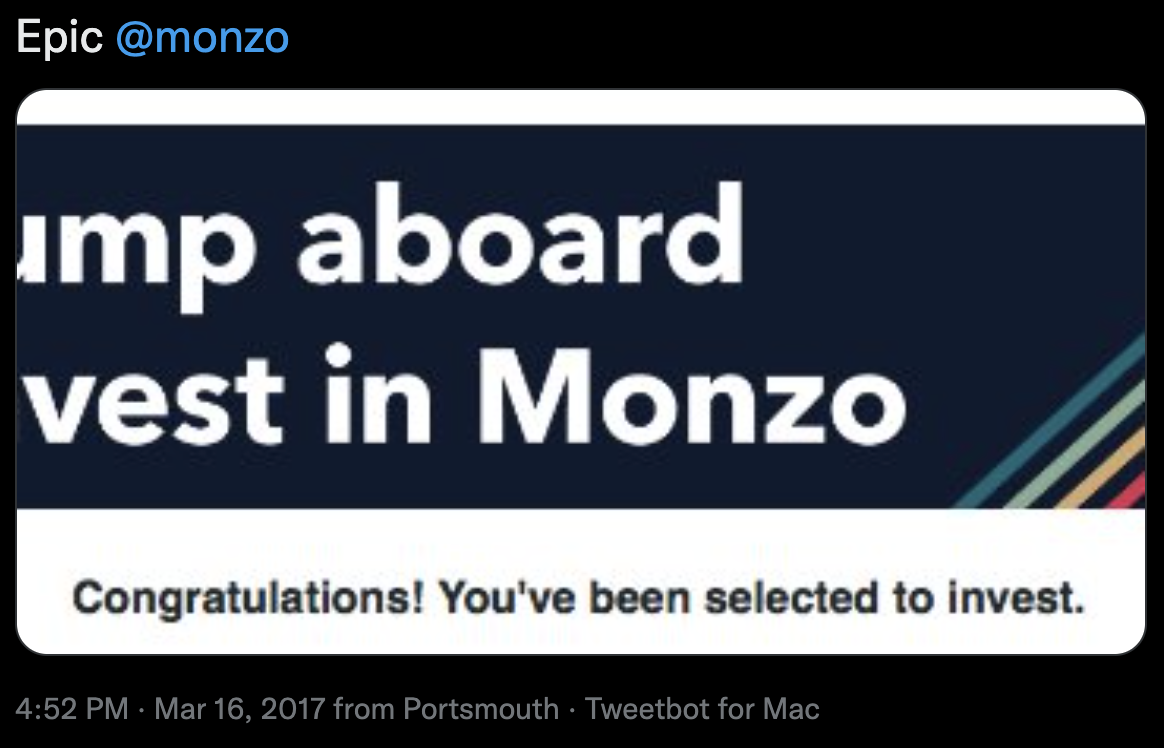 Epic @monzo
ump aboard
vest in Monzo
Congratulations! You've been selected to invest.
4:52 PM · Mar 16, 2017 from Portsmouth · Tweetbot for Mac